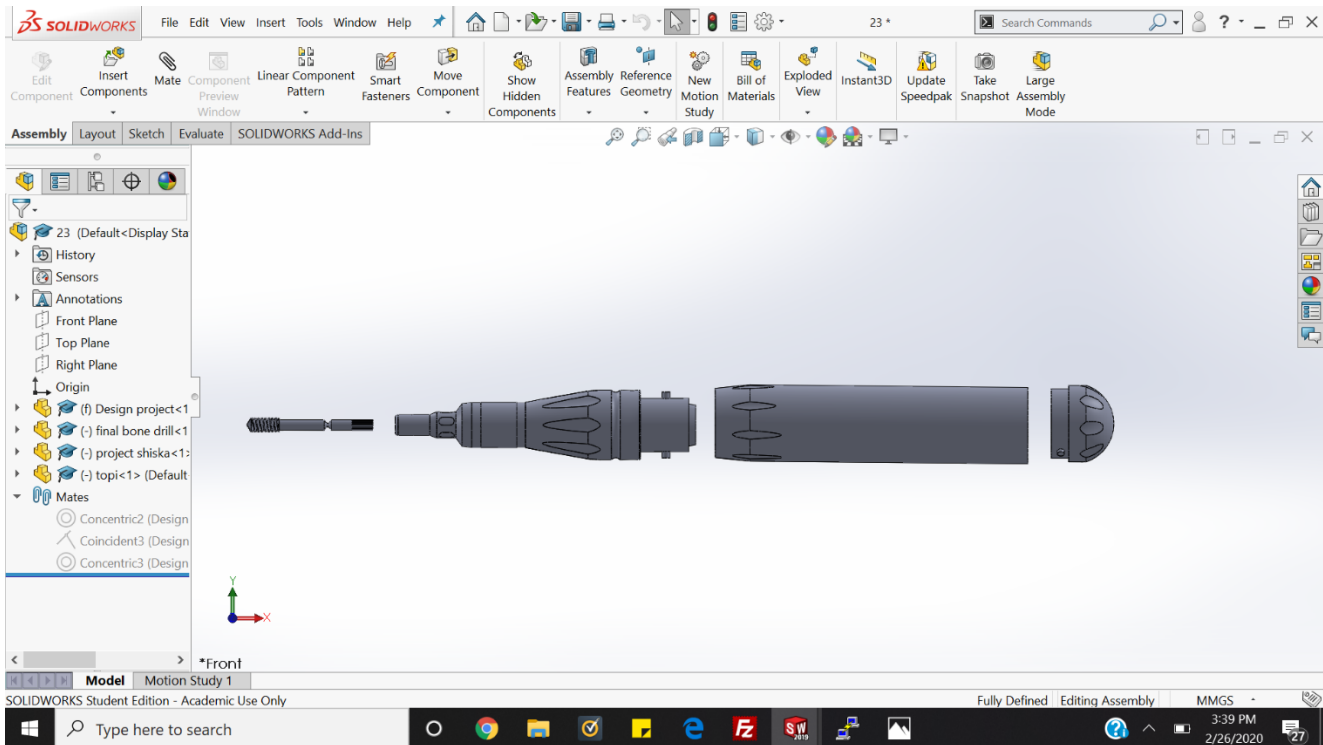 SOLIDWORKS File Edit View Insert Tools Window Help 23 * Search Commands
Edit Component
Insert Components
Mate
Component Preview Window
Linear Component Pattern
Smart Fasteners
Move Component
Show Hidden Components
Assembly Features
Reference Geometry
New Motion Study
Bill of Materials
Exploded View
Instant3D
Update Speedpak
Take Snapshot
Large Assembly Mode
Assembly Layout Sketch Evaluate SOLIDWORKS Add-Ins
23 (Default<Display Sta
History
Sensors
Annotations
Front Plane
Top Plane
Right Plane
Origin
(f) Design project<1
(-) final bone drill<1
(-) project shiska<1>
(-) topi<1> (Default
Mates
Concentric2 (Design
Coincident3 (Design
Concentric3 (Design
Y
X
*Front
Model Motion Study 1
SOLIDWORKS Student Edition - Academic Use Only Fully Defined Editing Assembly MMGS
Type here to search
SW 2019
3:39 PM
2/26/2020
27